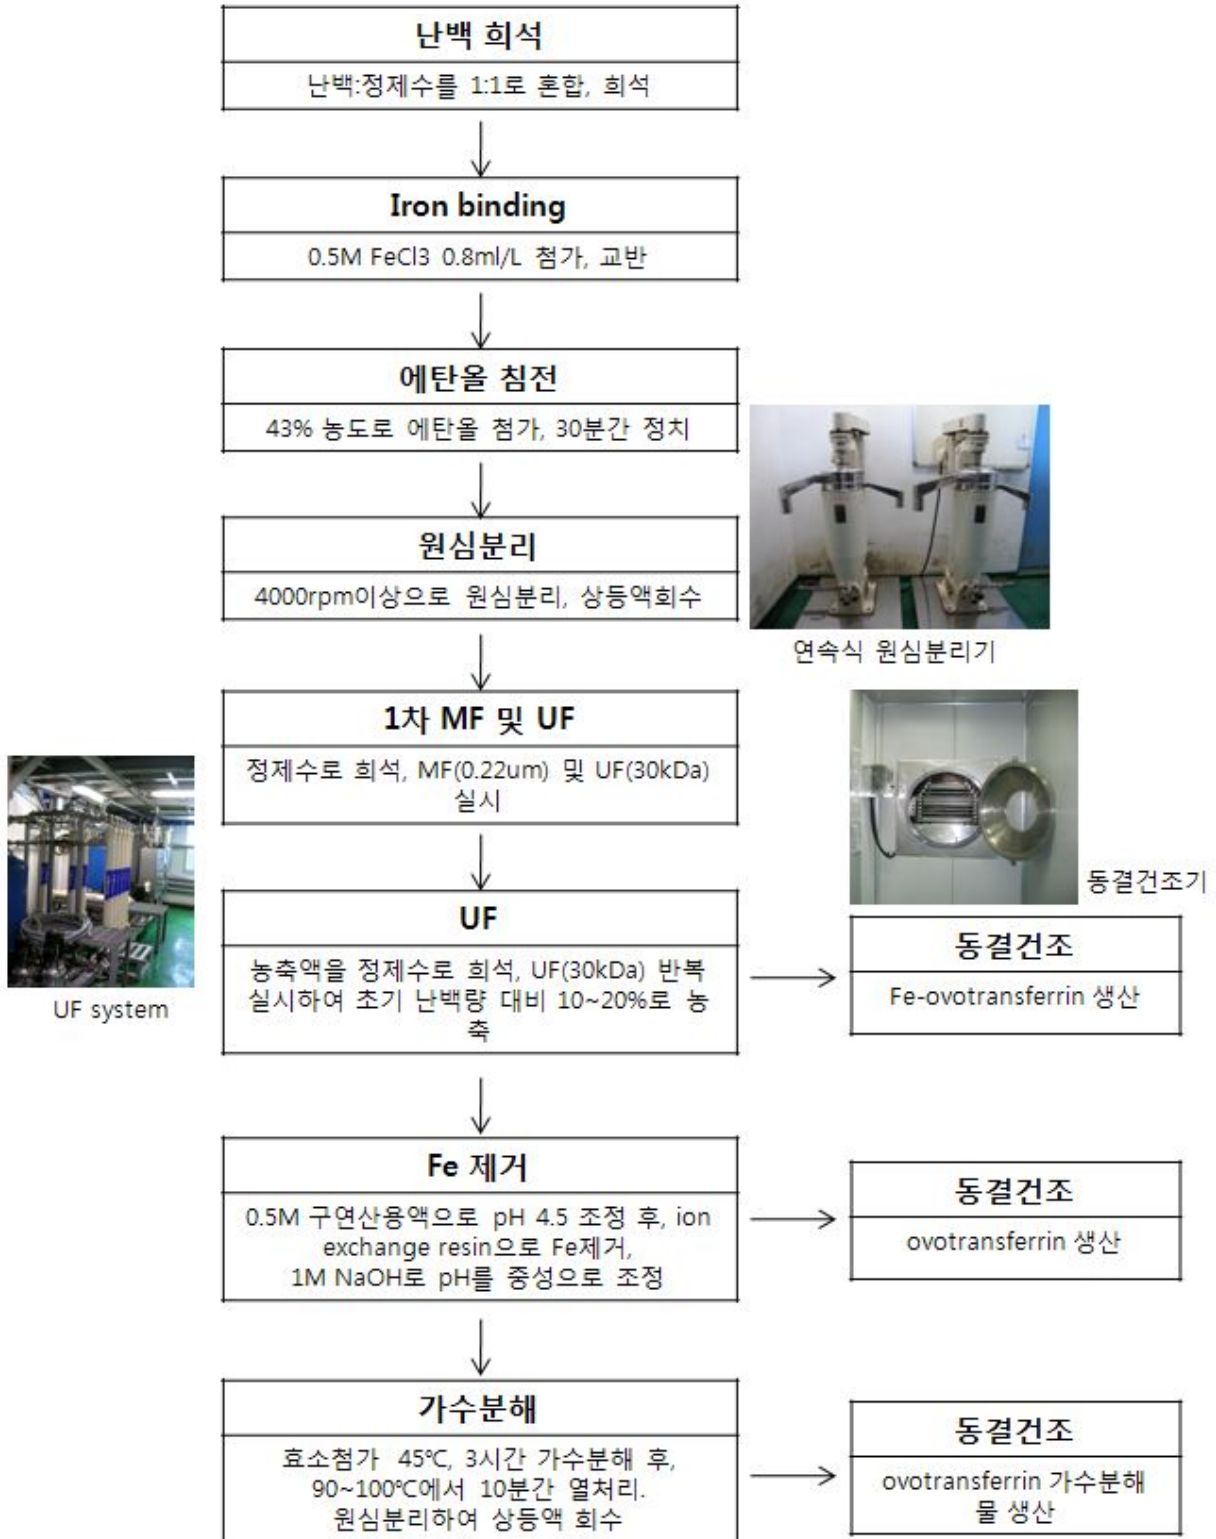 난백 희석
난백:정제수를 1:1로 혼합, 희석
Iron binding
0.5M FeCl3 0.8ml/L 첨가, 교반
에탄올 침전
43% 농도로 에탄올 첨가, 30분간 정치
원심분리
4000rpm이상으로 원심분리, 상등액회수
연속식 원심분리기
1차 MF 및 UF
정제수로 희석, MF(0.22um) 및 UF(30kDa)
실시
UF system
동결건조기
UF
농축액을 정제수로 희석, UF(30kDa) 반복
실시하여 초기 난백량 대비 10~20%로 농
축
동결건조
Fe-ovotransferrin 생산
Fe 제거
0.5M 구연산용액으로 pH 4.5 조정 후, ion
exchange resin으로 Fe제거,
1M NaOH로 pH를 중성으로 조정
동결건조
ovotransferrin 생산
가수분해
효소첨가 45℃, 3시간 가수분해 후,
90~100℃에서 10분간 열처리.
원심분리하여 상등액 회수
동결건조
ovotransferrin 가수분해
물 생산